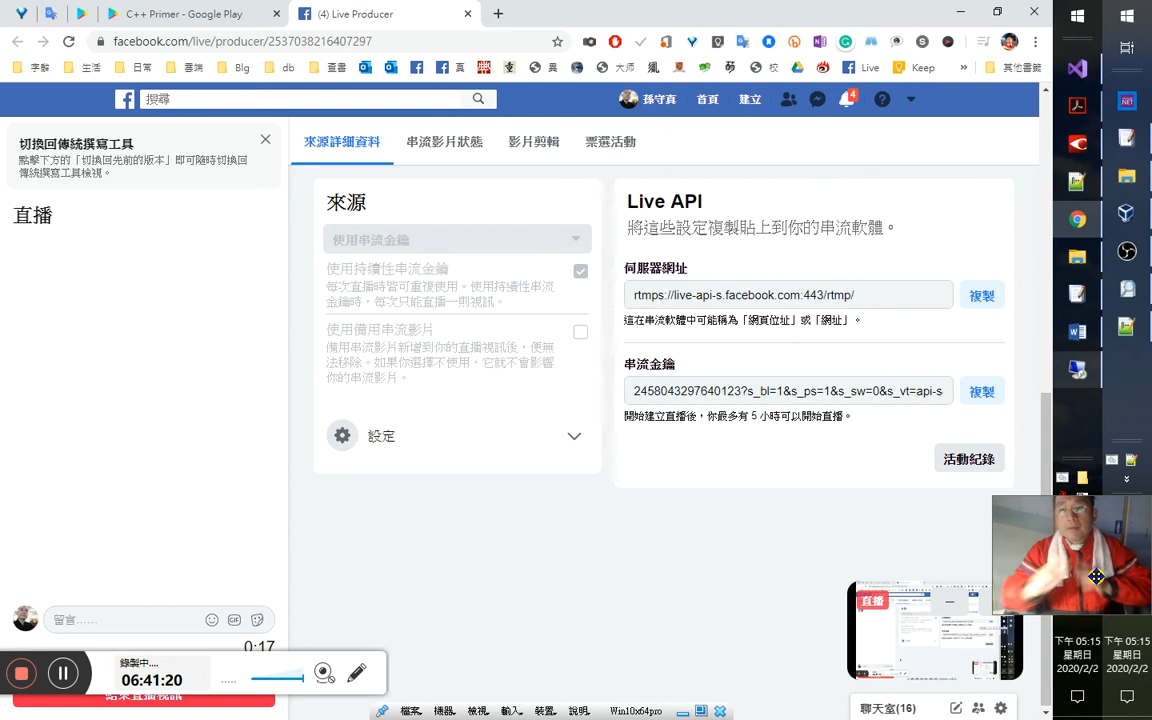 C++ Primer - Google Play
(4) Live Producer
facebook.com/live/producer/2537038216407297
字辭
生活
日常
雲端
Blg
db
查書
真
異
大師
校
Live
Keep
»
其他書籤
搜尋
孫守真
首頁
建立
4
切換回傳統撰寫工具
點擊下方的「切換回先前的版本」即可隨時切換回
傳統撰寫工具檢視。
直播
來源詳細資料
串流影片狀態
影片剪輯
票選活動
來源
使用串流金鑰
使用持續性串流金鑰
每次直播時皆可重複使用。使用持續性串流
金鑰時，每次只能直播一則視訊。
使用備用串流影片
備用串流影片新增到你的直播視訊後，便無
法移除。如果你選擇不使用，它就不會影響
你的串流影片。
設定
Live API
將這些設定複製貼上到你的串流軟體。
伺服器網址
rtmps://live-api-s.facebook.com:443/rtmp/
複製
這在串流軟體中可能稱為「網頁位址」或「網址」。
串流金鑰
2458043297640123?s_bl=1&s_ps=1&s_sw=0&s_vt=api-s
複製
開始建立直播後，你最多有 5 小時可以開始直播。
活動紀錄
留言......
GIF
0:17
錄製中....
06:41:20
結束直播視訊
直播
聊天室(16)
檔案
機器
檢視
輸入
裝置
說明
Win10x64pro
.NET
下午 05:15
星期日
2020/2/2
下午 05:15
星期日
2020/2/2